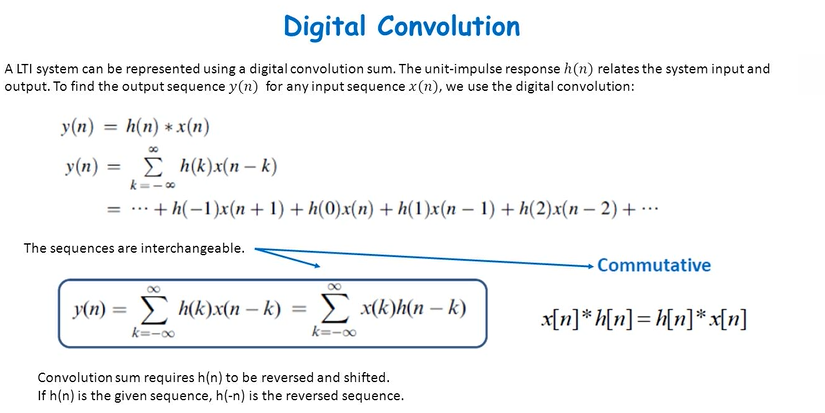 Digital Convolution
A LTI system can be represented using a digital convolution sum. The unit-impulse response h(n) relates the system input and
output. To find the output sequence y(n) for any input sequence x(n), we use the digital convolution:
y(n) = h(n) ∗ x(n)
y(n) = ∑_{k=−∞}^{∞} h(k)x(n − k)
= ⋯ + h(−1)x(n + 1) + h(0)x(n) + h(1)x(n − 1) + h(2)x(n − 2) + ⋯
The sequences are interchangeable.
Commutative
y(n) = ∑_{k=−∞}^{∞} h(k)x(n − k) = ∑_{k=−∞}^{∞} x(k)h(n − k)
x[n]*h[n]=h[n]*x[n]
Convolution sum requires h(n) to be reversed and shifted.
If h(n) is the given sequence, h(-n) is the reversed sequence.